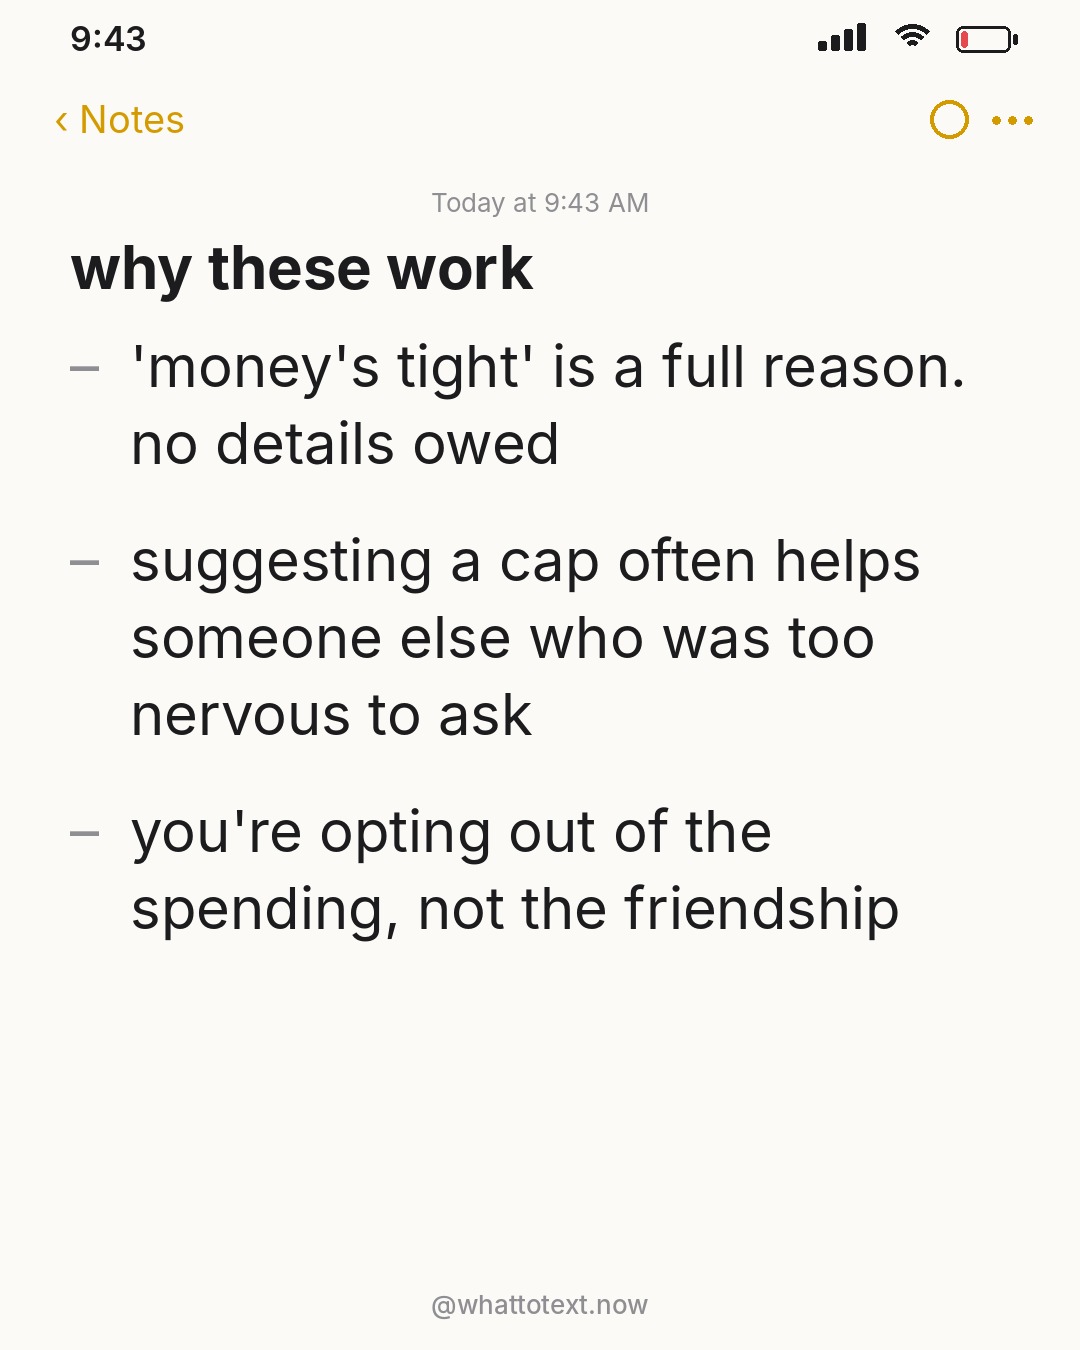 9:43
‹ Notes
Today at 9:43 AM
why these work
– 'money's tight' is a full reason.
no details owed
– suggesting a cap often helps
someone else who was too
nervous to ask
– you're opting out of the
spending, not the friendship
@whattotext.now